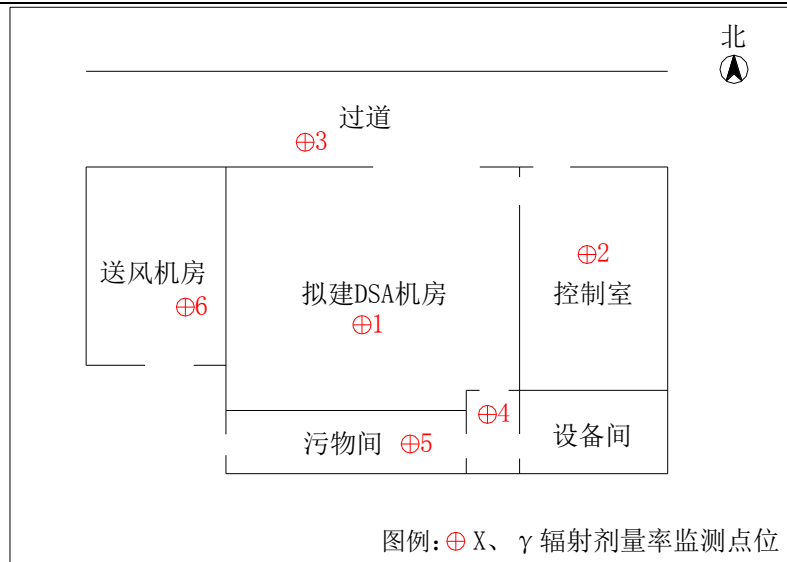 北
过道
⊕3
送风机房
⊕6
拟建DSA机房
⊕1
⊕2
控制室
⊕4
污物间 ⊕5
设备间
图例:⊕ X、γ辐射剂量率监测点位